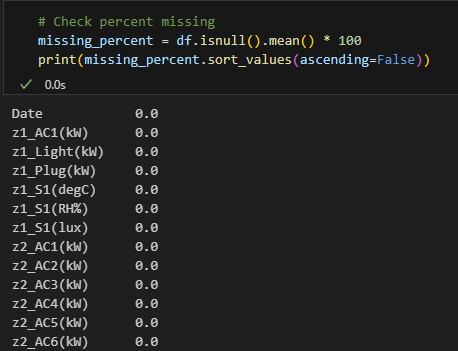 # Check percent missing
missing_percent = df.isnull().mean() * 100
print(missing_percent.sort_values(ascending=False))
0.0s
Date 0.0
z1_AC1(kW) 0.0
z1_Light(kW) 0.0
z1_Plug(kW) 0.0
z1_S1(degC) 0.0
z1_S1(RH%) 0.0
z1_S1(lux) 0.0
z2_AC1(kW) 0.0
z2_AC2(kW) 0.0
z2_AC3(kW) 0.0
z2_AC4(kW) 0.0
z2_AC5(kW) 0.0
z2_AC6(kW) 0.0